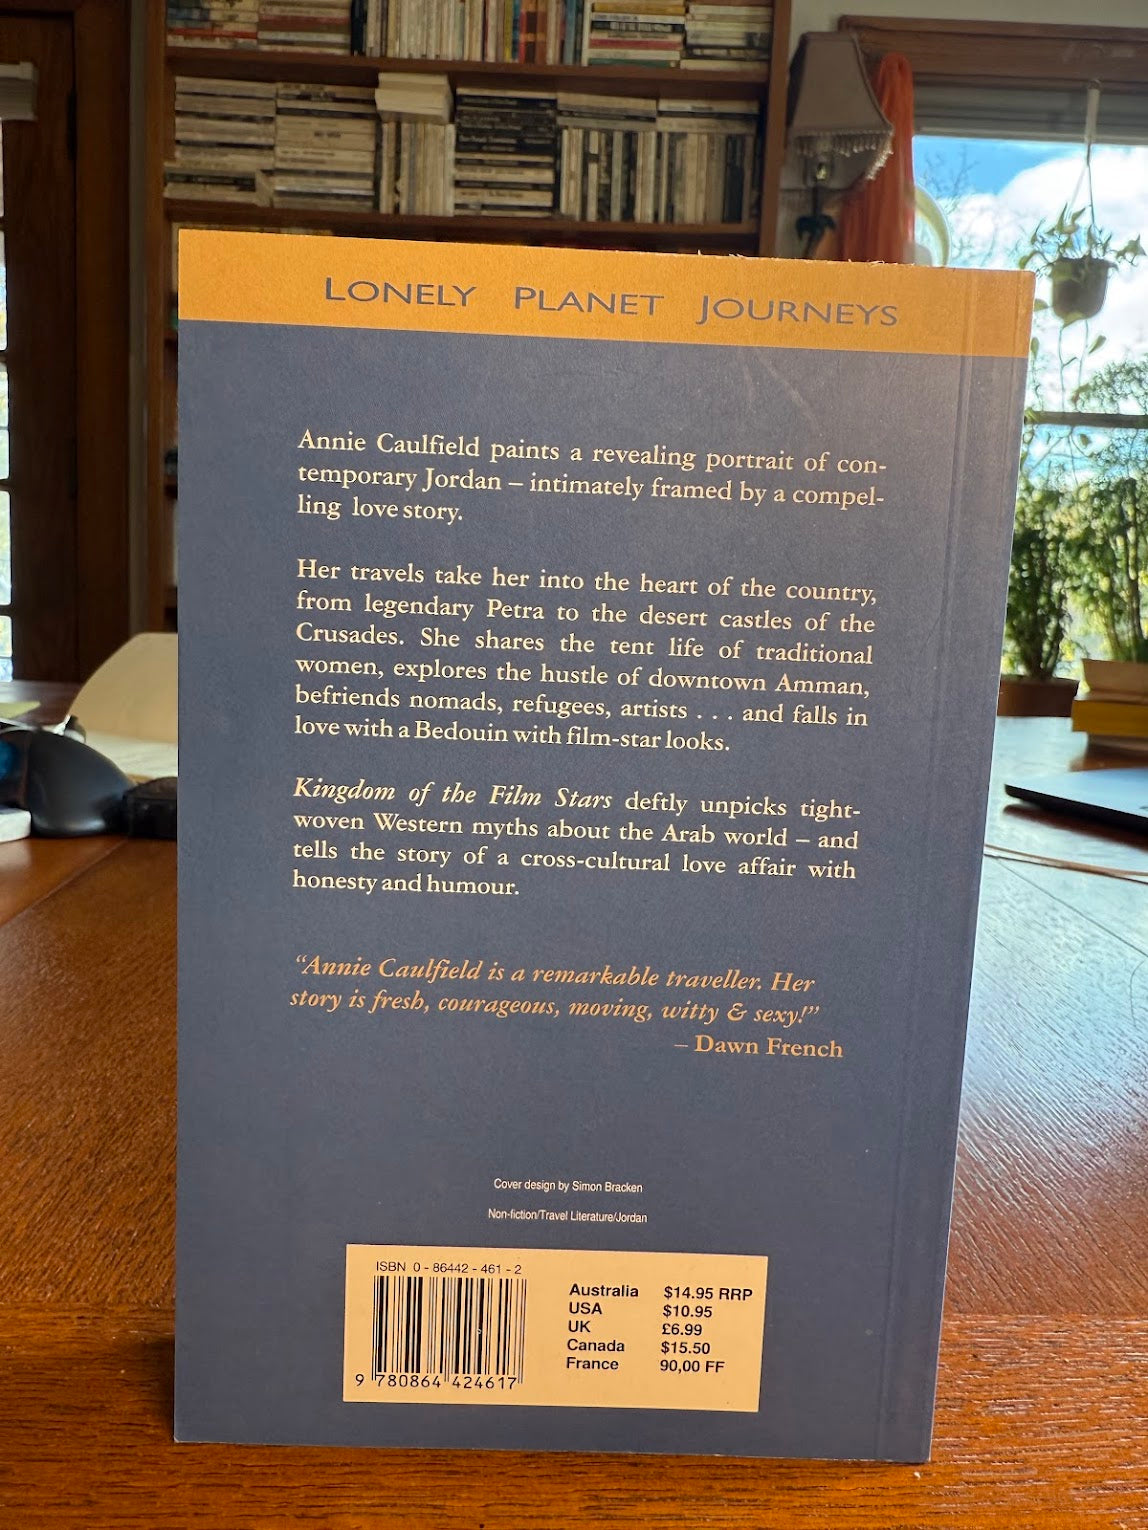 LONELY PLANET JOURNEYS
Annie Caulfield paints a revealing portrait of con-
temporary Jordan – intimately framed by a compel-
ling love story.
Her travels take her into the heart of the country,
from legendary Petra to the desert castles of the
Crusades. She shares the tent life of traditional
women, explores the hustle of downtown Amman,
befriends nomads, refugees, artists . . . and falls in
love with a Bedouin with film-star looks.
Kingdom of the Film Stars deftly unpicks tight-
woven Western myths about the Arab world – and
tells the story of a cross-cultural love affair with
honesty and humour.
“Annie Caulfield is a remarkable traveller. Her
story is fresh, courageous, moving, witty & sexy!”
– Dawn French
Cover design by Simon Bracken
Non-fiction/Travel Literature/Jordan
ISBN 0 - 86442 - 461 - 2
9 780864 424617
Australia $14.95 RRP
USA $10.95
UK £6.99
Canada $15.50
France 90,00 FF